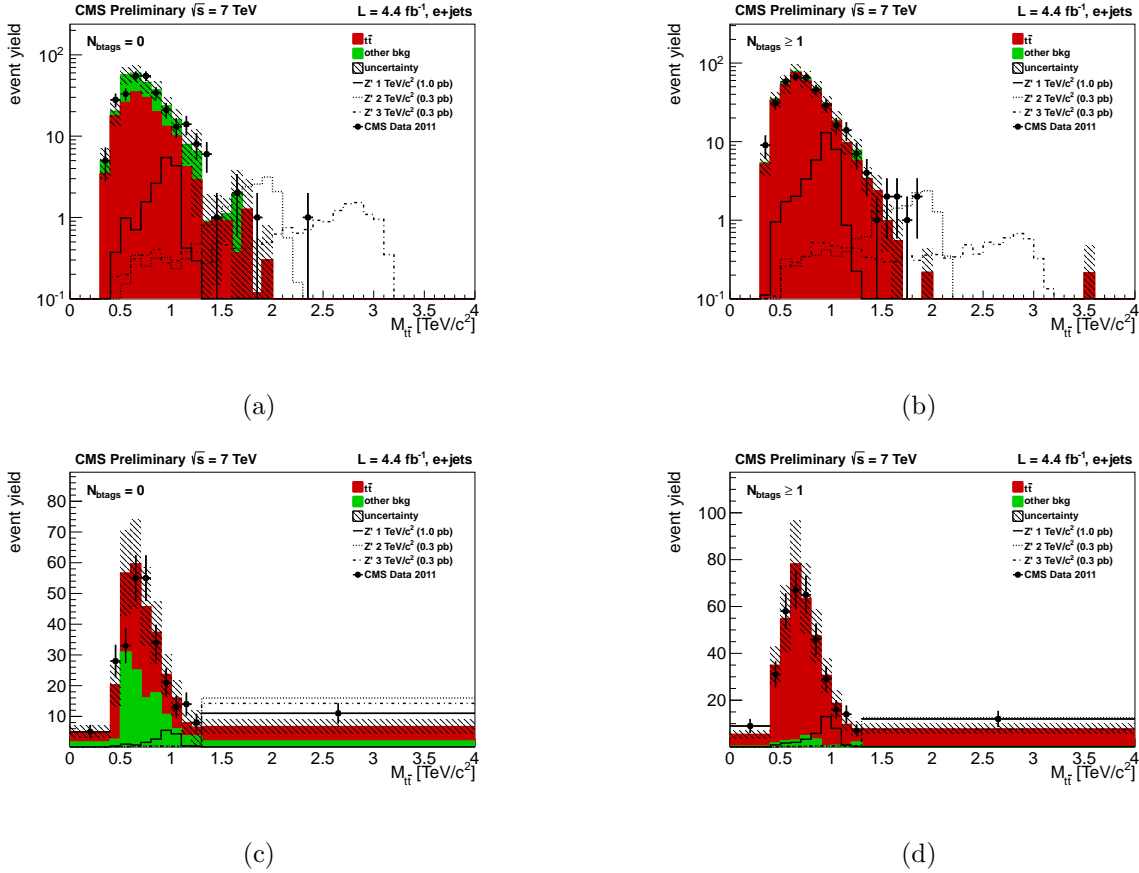 CMS Preliminary √s = 7 TeV L = 4.4 fb⁻¹, e+jets
event yield
N_btags = 0
tt̄
other bkg
uncertainty
Z' 1 TeV/c² (1.0 pb)
Z' 2 TeV/c² (0.3 pb)
Z' 3 TeV/c² (0.3 pb)
CMS Data 2011
10²
10
1
10⁻¹
0 0.5 1 1.5 2 2.5 3 3.5 4
M_tt̄ [TeV/c²]
(a)
CMS Preliminary √s = 7 TeV L = 4.4 fb⁻¹, e+jets
event yield
N_btags ≥ 1
tt̄
other bkg
uncertainty
Z' 1 TeV/c² (1.0 pb)
Z' 2 TeV/c² (0.3 pb)
Z' 3 TeV/c² (0.3 pb)
CMS Data 2011
10²
10
1
10⁻¹
0 0.5 1 1.5 2 2.5 3 3.5 4
M_tt̄ [TeV/c²]
(b)
CMS Preliminary √s = 7 TeV L = 4.4 fb⁻¹, e+jets
event yield
N_btags = 0
tt̄
other bkg
uncertainty
Z' 1 TeV/c² (1.0 pb)
Z' 2 TeV/c² (0.3 pb)
Z' 3 TeV/c² (0.3 pb)
CMS Data 2011
80
70
60
50
40
30
20
10
0 0.5 1 1.5 2 2.5 3 3.5 4
M_tt̄ [TeV/c²]
(c)
CMS Preliminary √s = 7 TeV L = 4.4 fb⁻¹, e+jets
event yield
N_btags ≥ 1
tt̄
other bkg
uncertainty
Z' 1 TeV/c² (1.0 pb)
Z' 2 TeV/c² (0.3 pb)
Z' 3 TeV/c² (0.3 pb)
CMS Data 2011
100
80
60
40
20
0 0.5 1 1.5 2 2.5 3 3.5 4
M_tt̄ [TeV/c²]
(d)